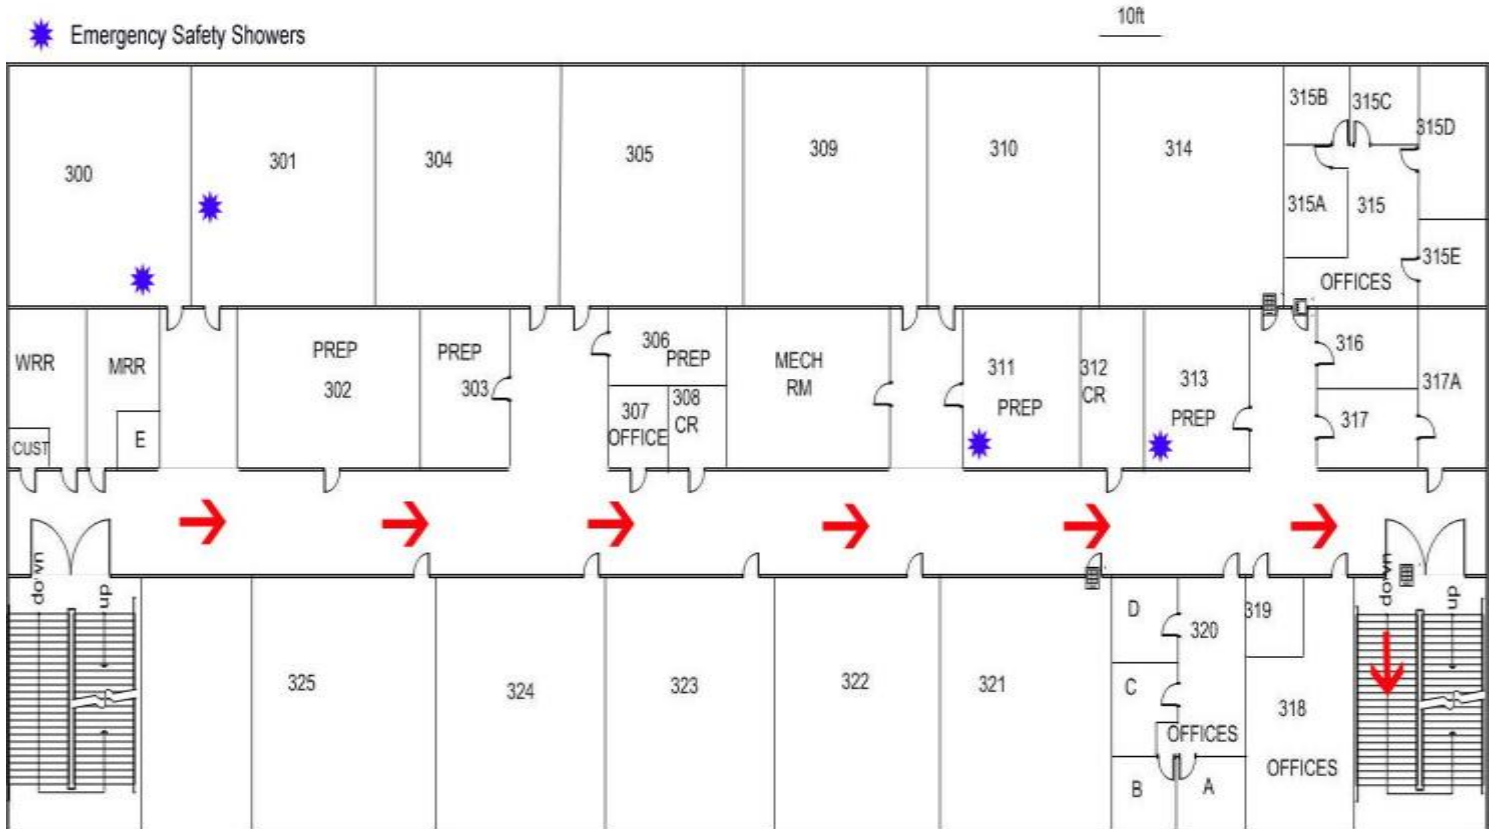 10ft
Emergency Safety Showers
300
301
304
305
309
310
314
315B
315C
315D
315A
315
315E
OFFICES
WRR
MRR
CUST
E
PREP
302
PREP
303
306
PREP
307
OFFICE
308
CR
MECH
RM
311
PREP
312
CR
313
PREP
316
317
317A
down
up
325
324
323
322
321
D
C
B
A
320
OFFICES
319
318
OFFICES
down
up